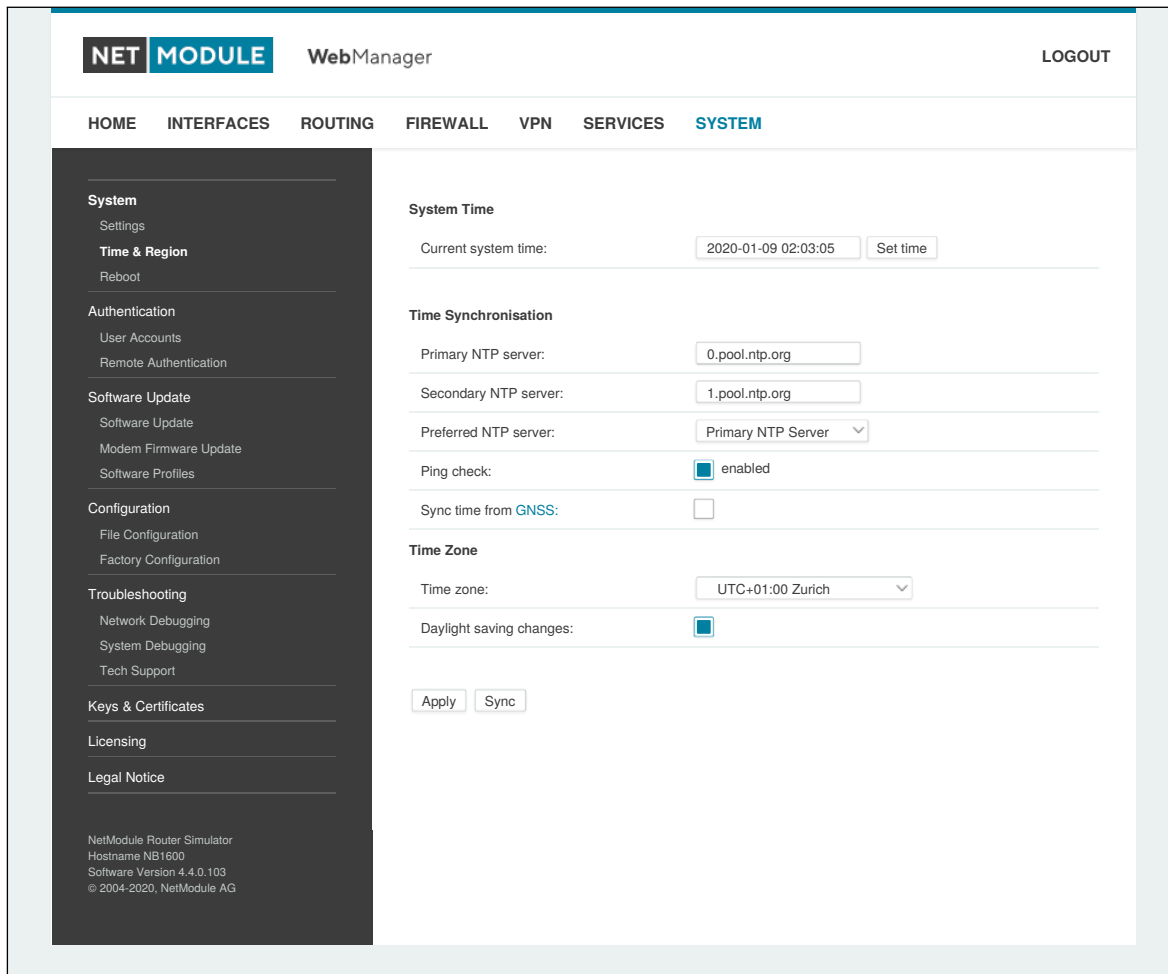 NET MODULE WebManager LOGOUT
HOME INTERFACES ROUTING FIREWALL VPN SERVICES SYSTEM
System
Settings
Time & Region
Reboot
Authentication
User Accounts
Remote Authentication
Software Update
Software Update
Modem Firmware Update
Software Profiles
Configuration
File Configuration
Factory Configuration
Troubleshooting
Network Debugging
System Debugging
Tech Support
Keys & Certificates
Licensing
Legal Notice
NetModule Router Simulator
Hostname NB1600
Software Version 4.4.0.103
© 2004-2020, NetModule AG
System Time
Current system time: 2020-01-09 02:03:05 Set time
Time Synchronisation
Primary NTP server: 0.pool.ntp.org
Secondary NTP server: 1.pool.ntp.org
Preferred NTP server: Primary NTP Server
Ping check: enabled
Sync time from GNSS:
Time Zone
Time zone: UTC+01:00 Zurich
Daylight saving changes:
Apply Sync